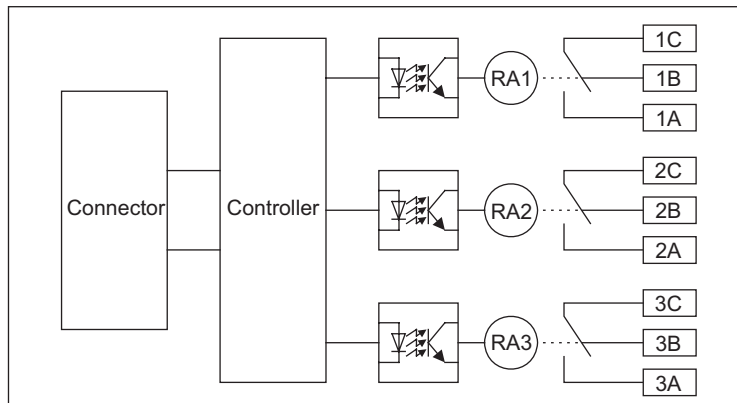 Connector
Controller
RA1
1C
1B
1A
RA2
2C
2B
2A
RA3
3C
3B
3A